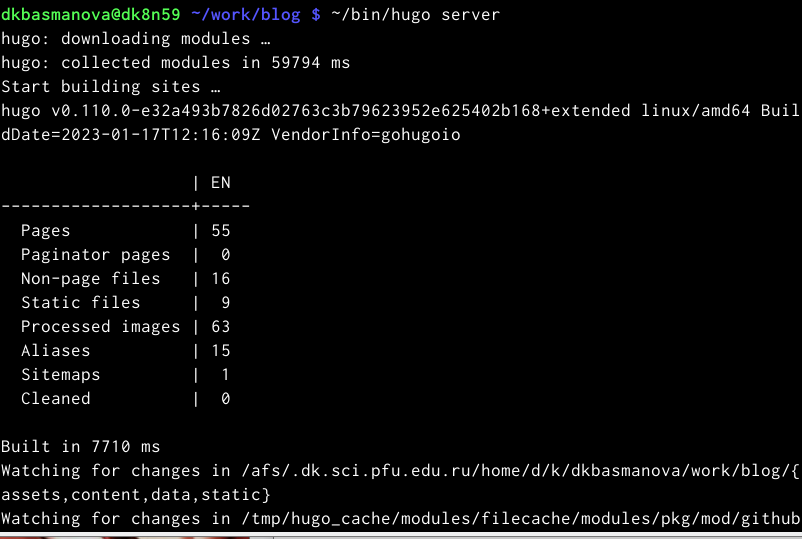 dkbasmanova@dk8n59 ~/work/blog $ ~/bin/hugo server
hugo: downloading modules …
hugo: collected modules in 59794 ms
Start building sites …
hugo v0.110.0-e32a493b7826d02763c3b79623952e625402b168+extended linux/amd64 Buil
dDate=2023-01-17T12:16:09Z VendorInfo=gohugoio
                   | EN
-------------------+-----
  Pages            | 55
  Paginator pages  |  0
  Non-page files   | 16
  Static files     |  9
  Processed images | 63
  Aliases          | 15
  Sitemaps         |  1
  Cleaned          |  0
Built in 7710 ms
Watching for changes in /afs/.dk.sci.pfu.edu.ru/home/d/k/dkbasmanova/work/blog/{
assets,content,data,static}
Watching for changes in /tmp/hugo_cache/modules/filecache/modules/pkg/mod/github